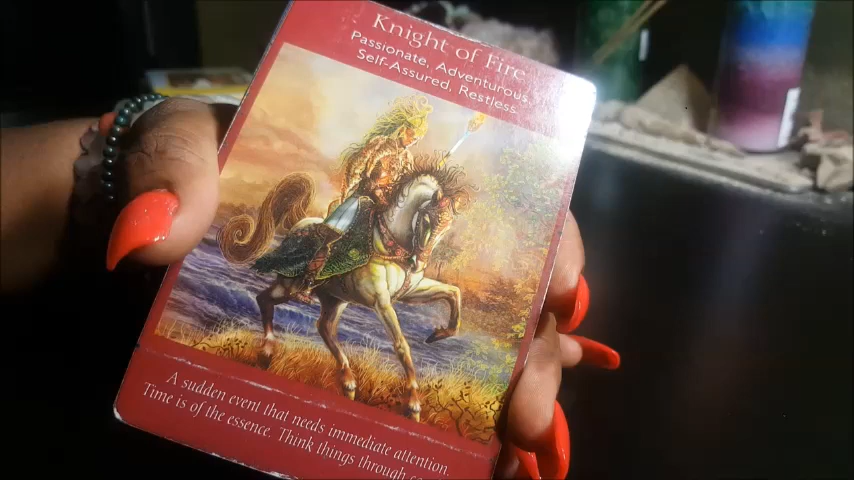 Knight of Fire
Passionate, Adventurous,
Self-Assured, Restless
A sudden event that needs immediate attention.
Time is of the essence. Think things through